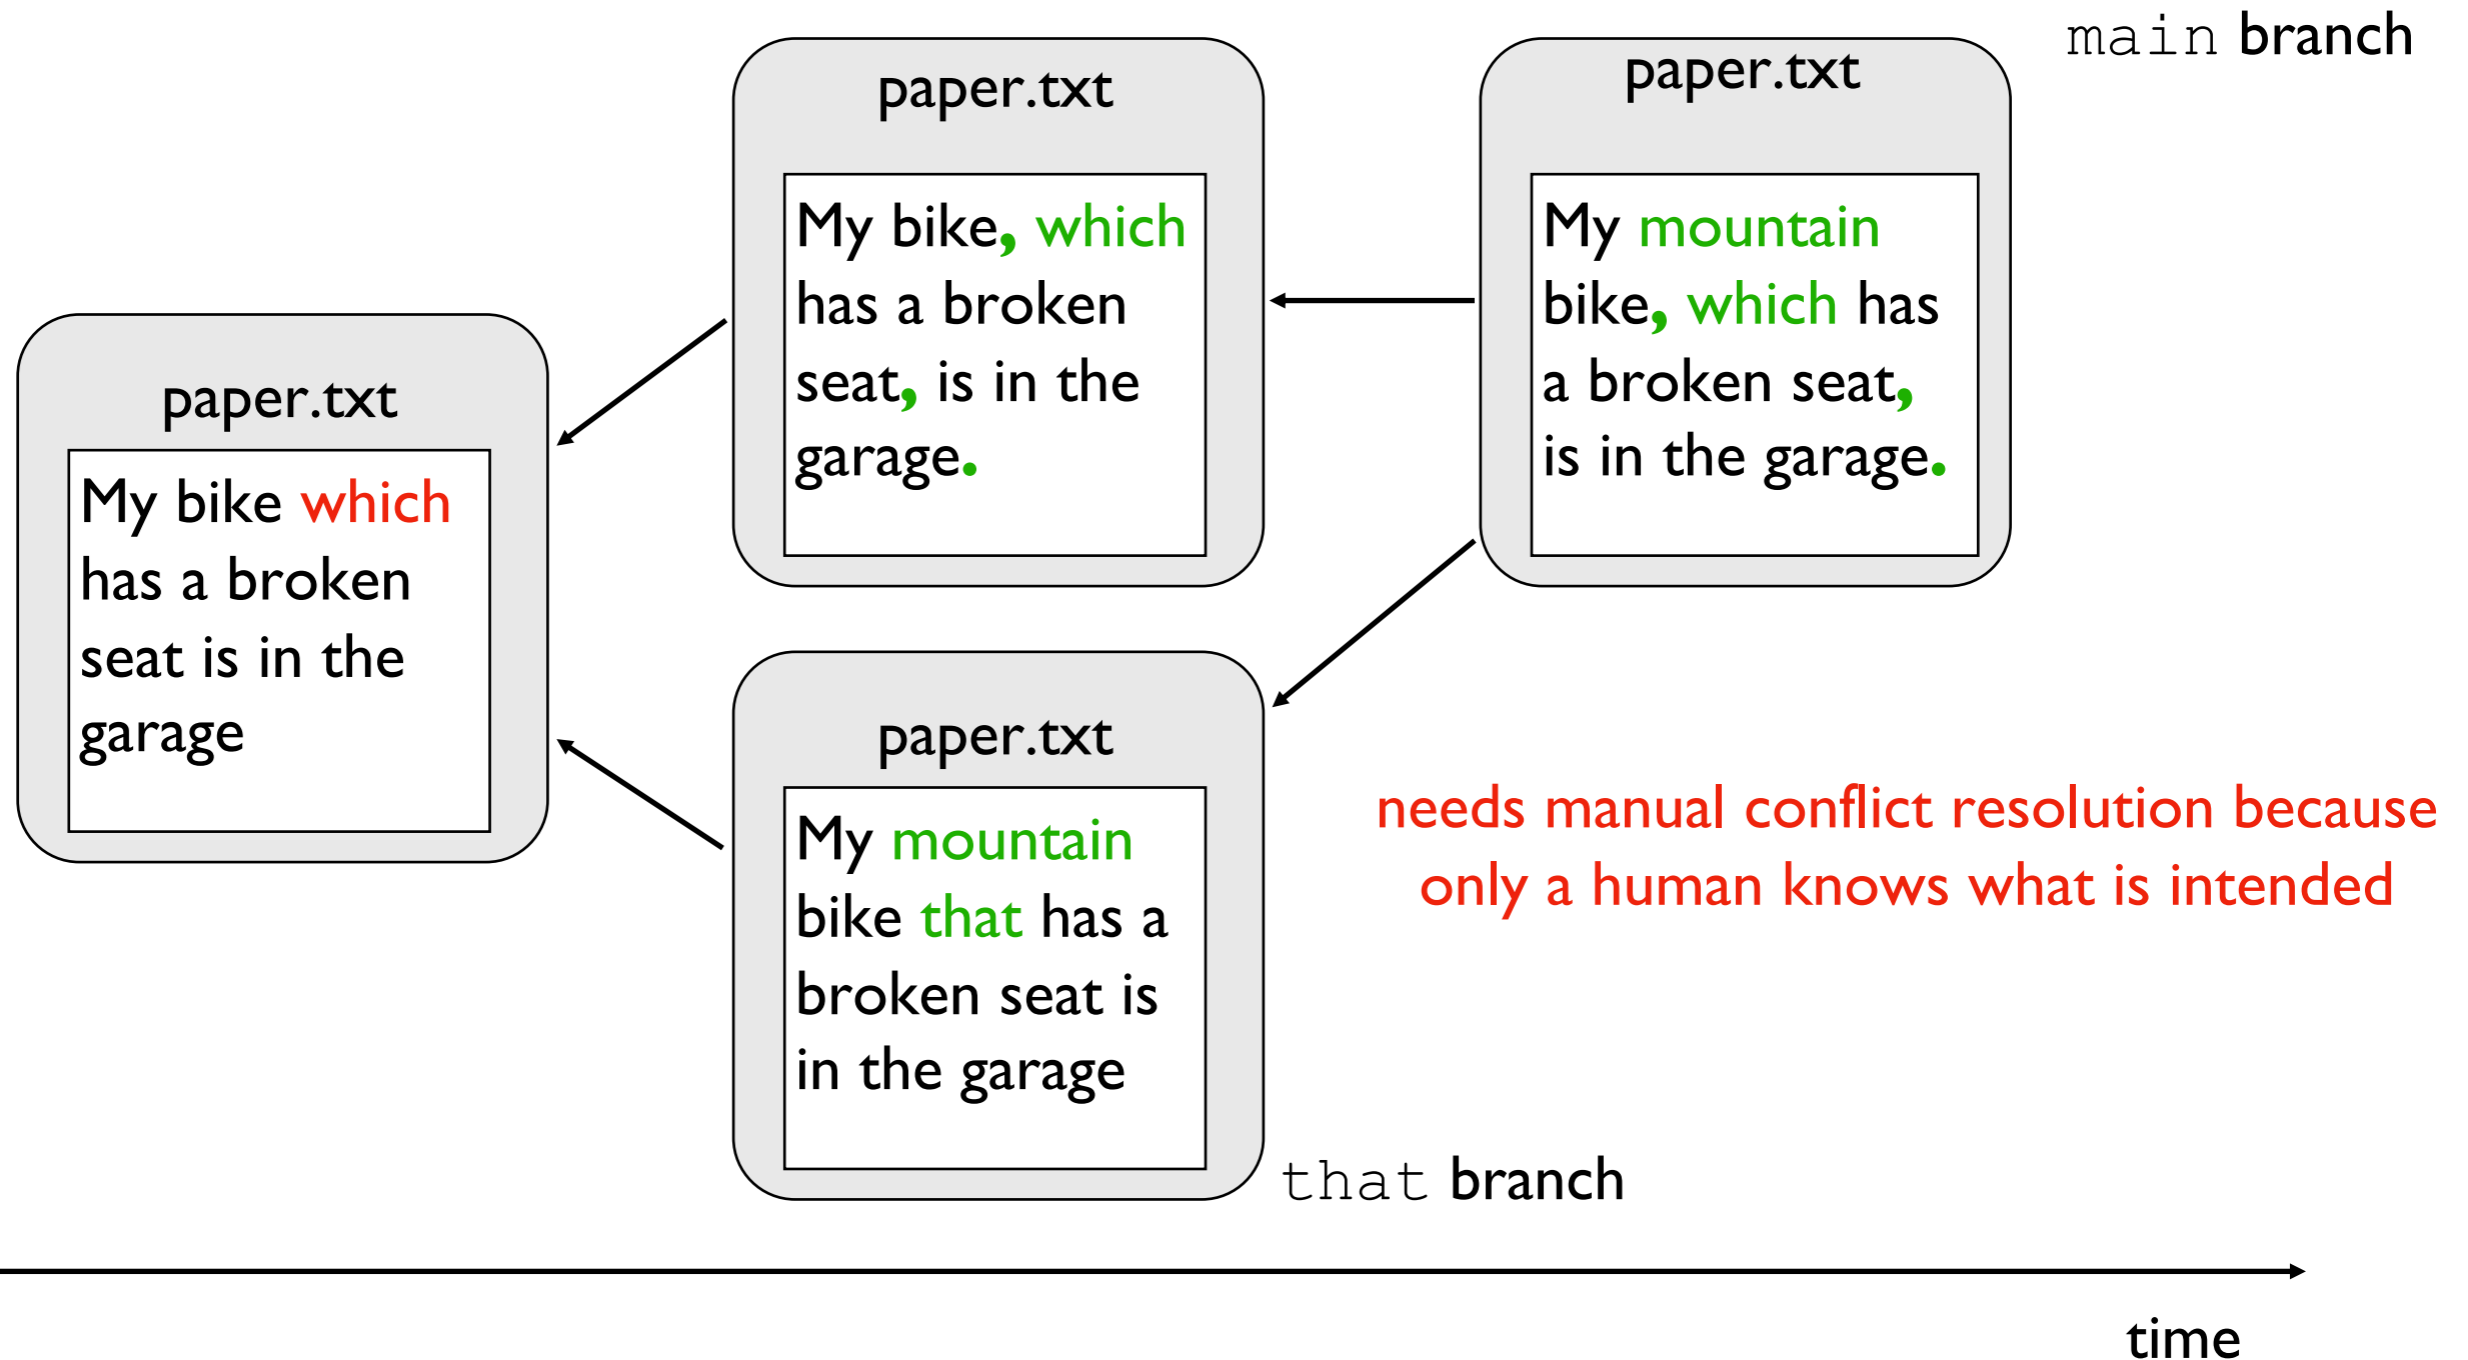 main branch
paper.txt
My bike which
has a broken
seat is in the
garage
paper.txt
My bike, which
has a broken
seat, is in the
garage.
paper.txt
My mountain
bike, which has
a broken seat,
is in the garage.
paper.txt
My mountain
bike that has a
broken seat is
in the garage
that branch
needs manual conflict resolution because
only a human knows what is intended
time